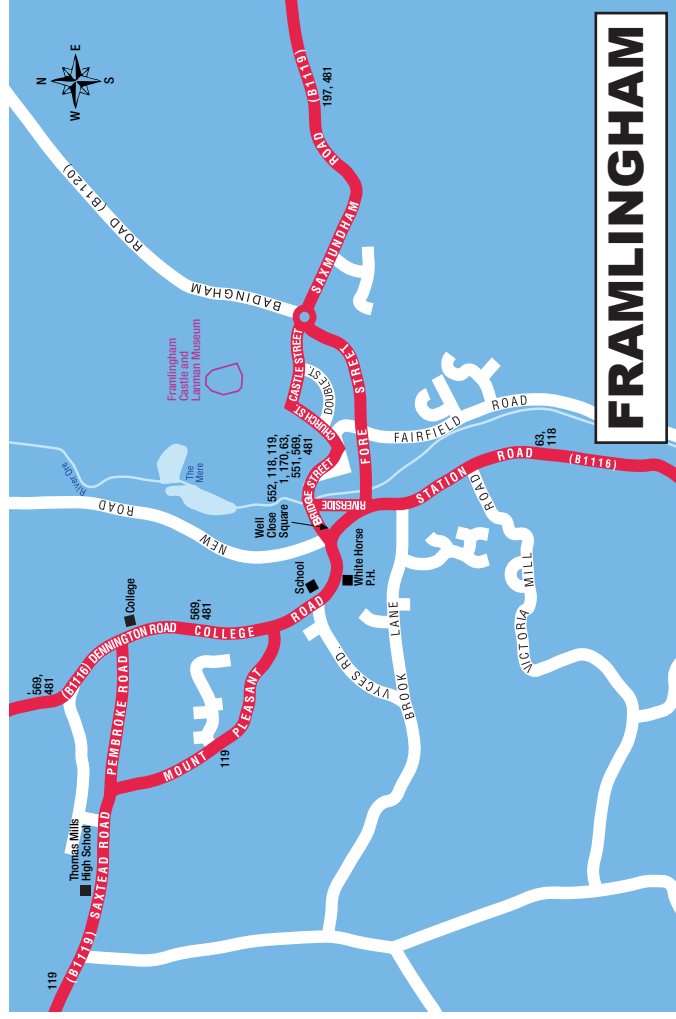 FRAMLINGHAM
N
E
S
W
ROAD (B1120)
BADINGHAM
(B1119)
197, 481
ROAD
SAXMUNDHAM
Framlingham
Castle and
Lanman Museum
CASTLE STREET
DOUBLE ST.
CHURCH ST.
FORE STREET
FAIRFIELD ROAD
River Ore
The
Mere
552, 118, 119,
1, 170, 63,
551, 569,
481
BRIDGE STREET
RIVERSIDE
Well
Close
Square
STATION ROAD
63,
118
(B1116)
NEW ROAD
School
White Horse
P.H.
College
569,
481
COLLEGE ROAD
(B1116) DENNINGTON ROAD
,
569,
481
PEMBROKE ROAD
MOUNT PLEASANT
119
VYCES RD.
BROOK LANE
VICTORIA MILL ROAD
Thomas Mills
High School
(B1119) SAXTEAD ROAD
119